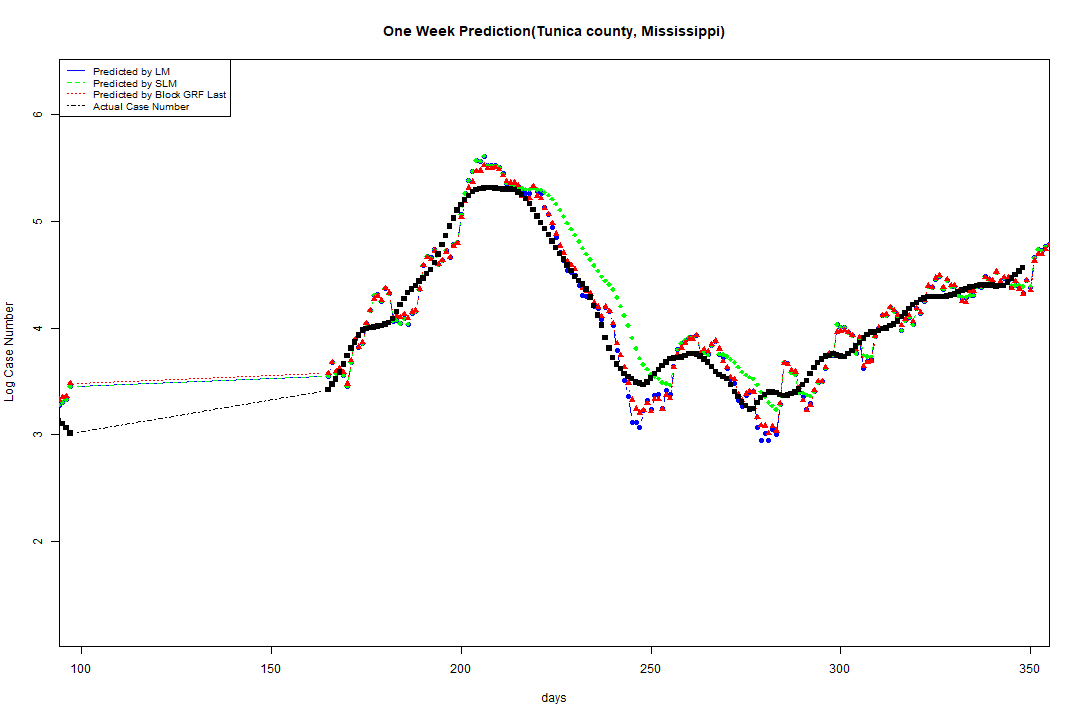 One Week Prediction(Tunica county, Mississippi)
Predicted by LM
Predicted by SLM
Predicted by Block GRF Last
Actual Case Number
6
5
4
3
2
Log Case Number
100 150 200 250 300 350
days